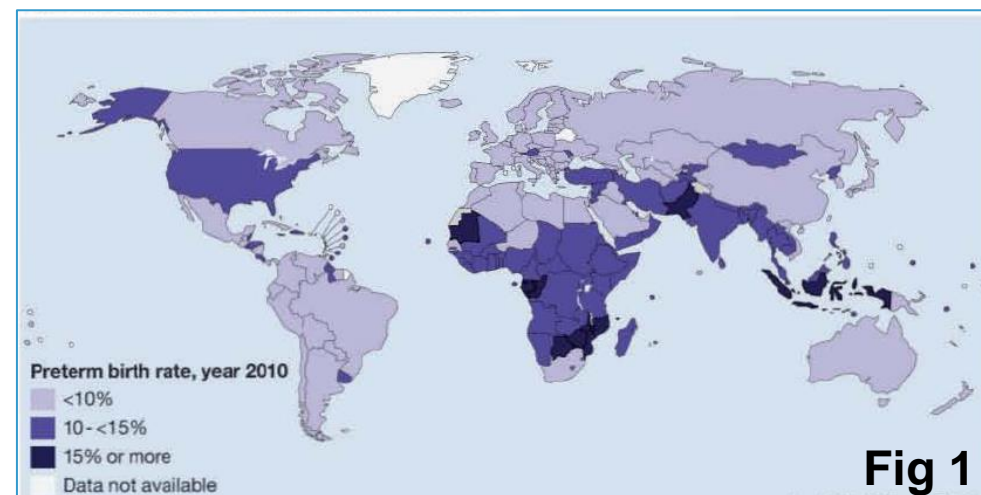 Preterm birth rate, year 2010
<10%
10-<15%
15% or more
Data not available
Fig 1